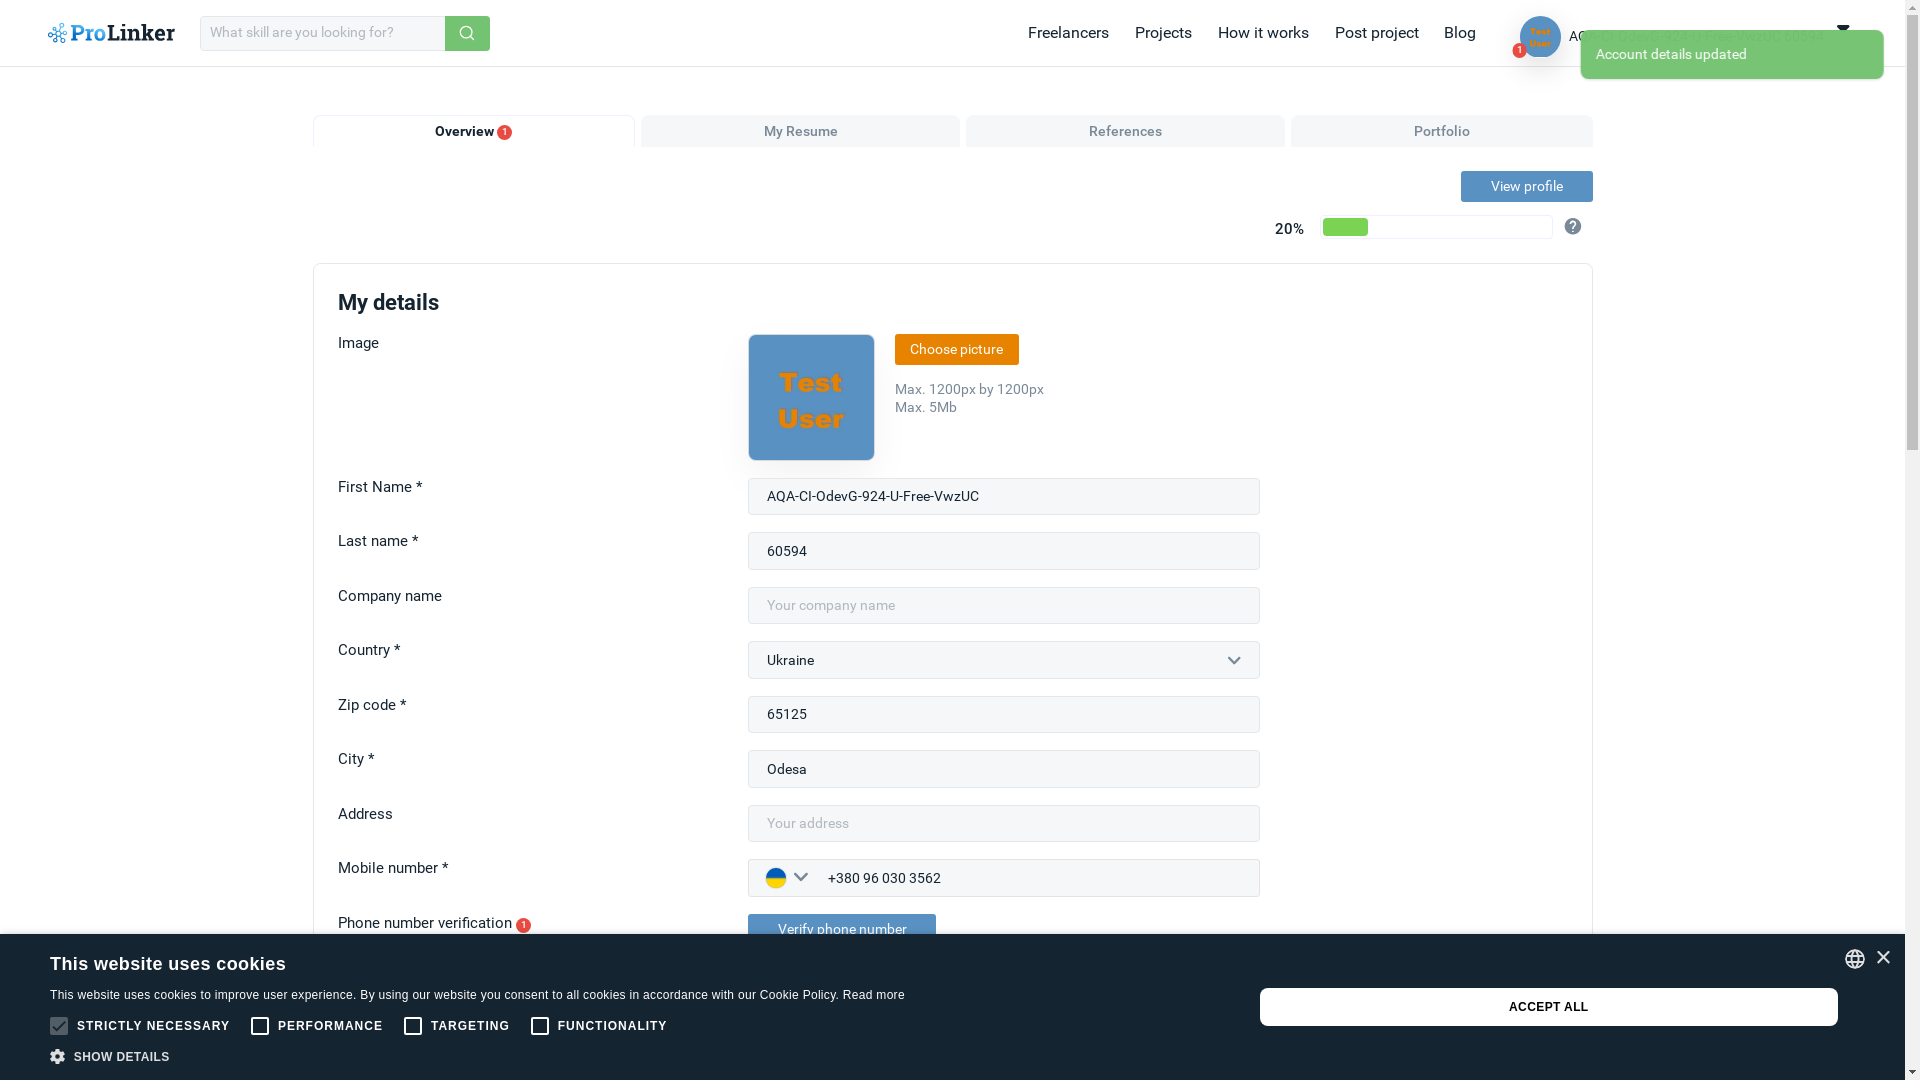 ProLinker
What skill are you looking for?
Freelancers
Projects
How it works
Post project
Blog
Test
User
1
Account details updated
Overview 1
My Resume
References
Portfolio
View profile
20%
My details
Image
Test
User
Choose picture
Max. 1200px by 1200px
Max. 5Mb
First Name *
AQA-CI-OdevG-924-U-Free-VwzUC
Last name *
60594
Company name
Your company name
Country *
Ukraine
Zip code *
65125
City *
Odesa
Address
Your address
Mobile number *
+380 96 030 3562
Phone number verification 1
Verify phone number
This website uses cookies
This website uses cookies to improve user experience. By using our website you consent to all cookies in accordance with our Cookie Policy. Read more
STRICTLY NECESSARY
PERFORMANCE
TARGETING
FUNCTIONALITY
SHOW DETAILS
ACCEPT ALL